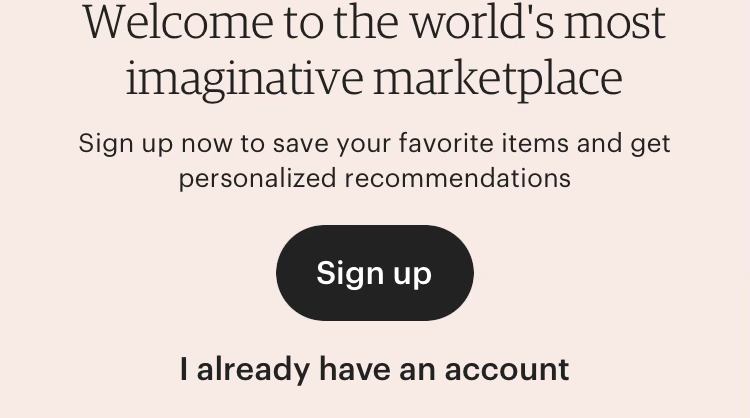 Welcome to the world's most
imaginative marketplace
Sign up now to save your favorite items and get
personalized recommendations
Sign up
I already have an account